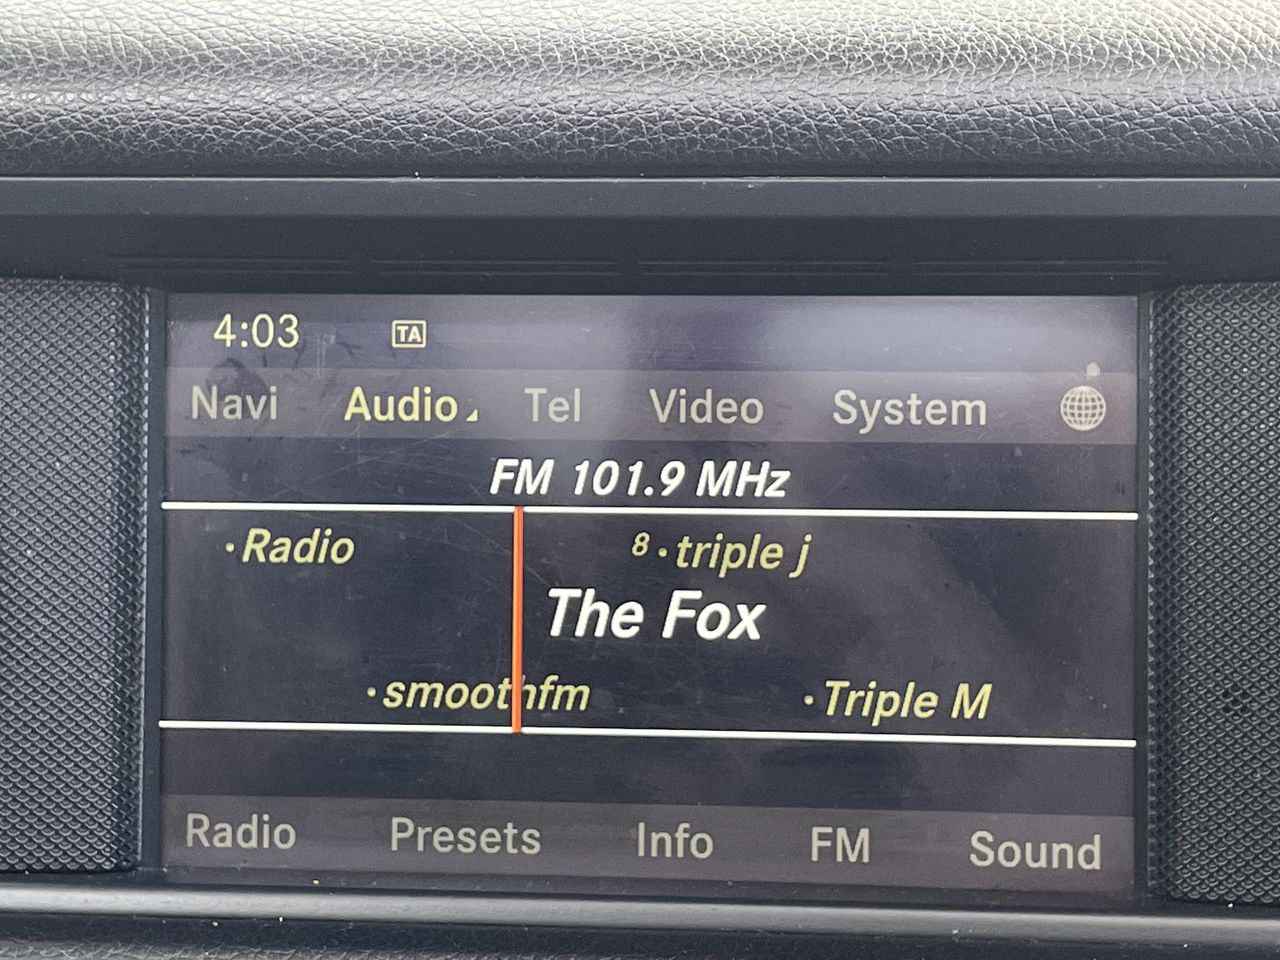 4:03 TA
Navi Audio Tel Video System
FM 101.9 MHz
·Radio 8·triple j
The Fox
·smoothfm ·Triple M
Radio Presets Info FM Sound